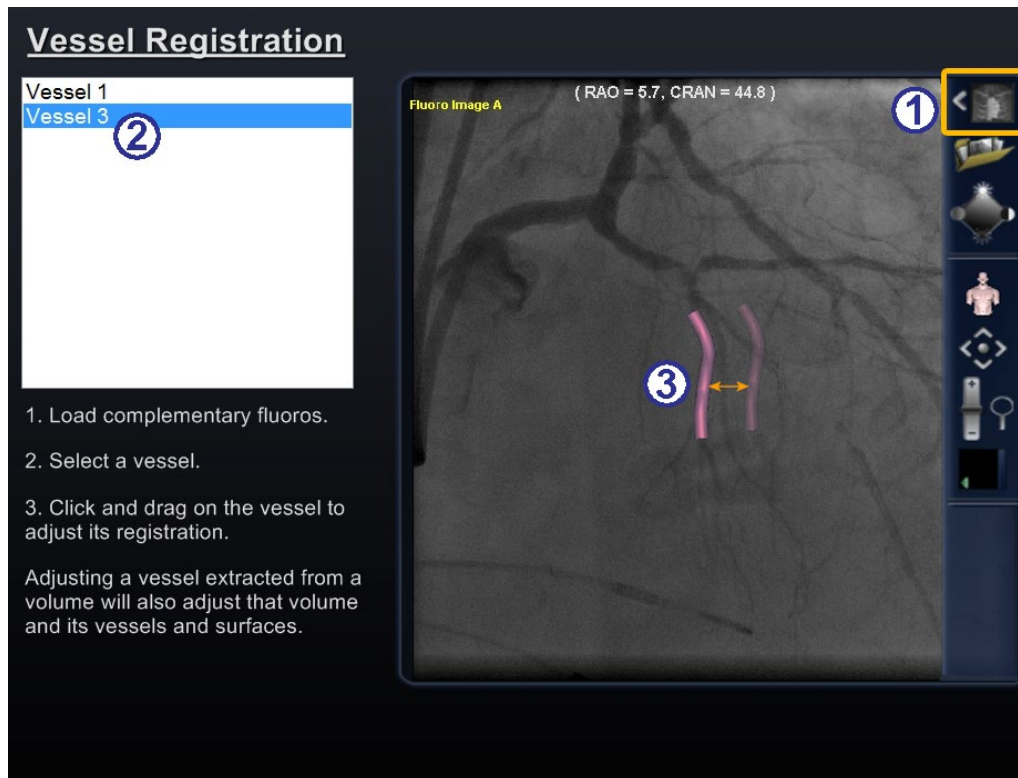 Vessel Registration
Vessel 1
Vessel 3
2
Fluoro Image A
( RAO = 5.7, CRAN = 44.8 )
1
3
1. Load complementary fluoros.
2. Select a vessel.
3. Click and drag on the vessel to
adjust its registration.
Adjusting a vessel extracted from a
volume will also adjust that volume
and its vessels and surfaces.